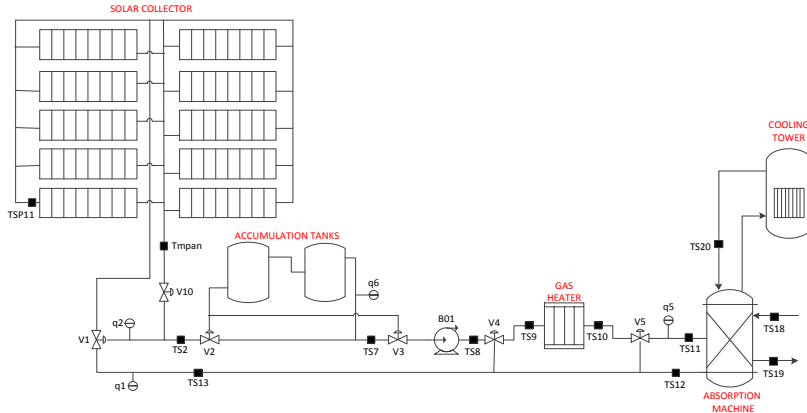 SOLAR COLLECTOR
COOLING
TOWER
TSP11
ACCUMULATION TANKS
Tmpan
TS20
q6
GAS
HEATER
V10
q2
B01
V4
V5
q5
TS18
V1
TS2
V2
TS7
V3
TS8
TS9
TS10
TS11
TS19
q1
TS13
TS12
ABSORPTION
MACHINE